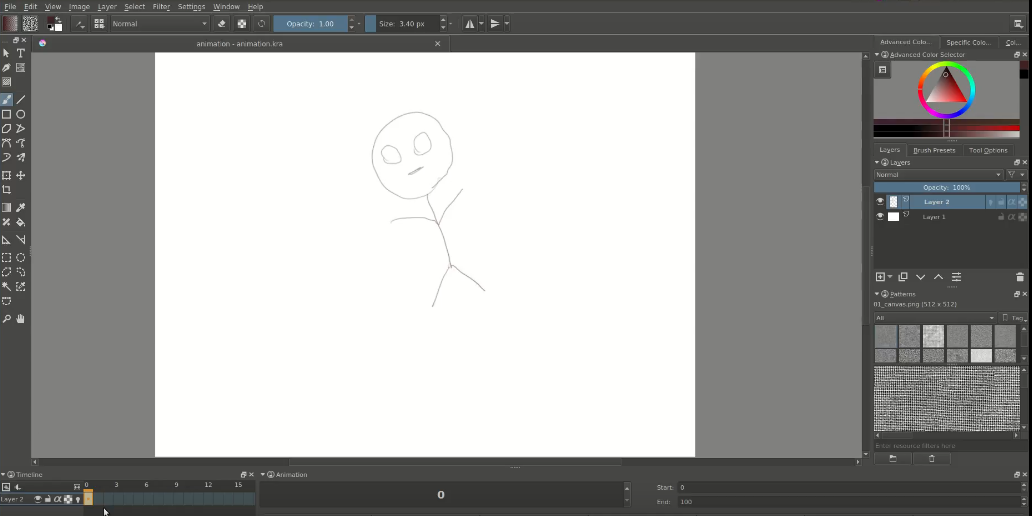 File Edit View Image Layer Select Filter Settings Window Help
Normal Opacity: 1.00 Size: 3.40 px
animation - animation.kra
Advanced Colo... Specific Colo... Col...
Advanced Color Selector
Layers Brush Presets Tool Options
Layers
Normal
Opacity: 100%
Layer 2
Layer 1
Patterns
01_canvas.png (512 x 512)
All Tag
Enter resource filters here
Timeline
0 3 6 9 12 15
Layer 2
Animation
0
Start: 0
End: 100